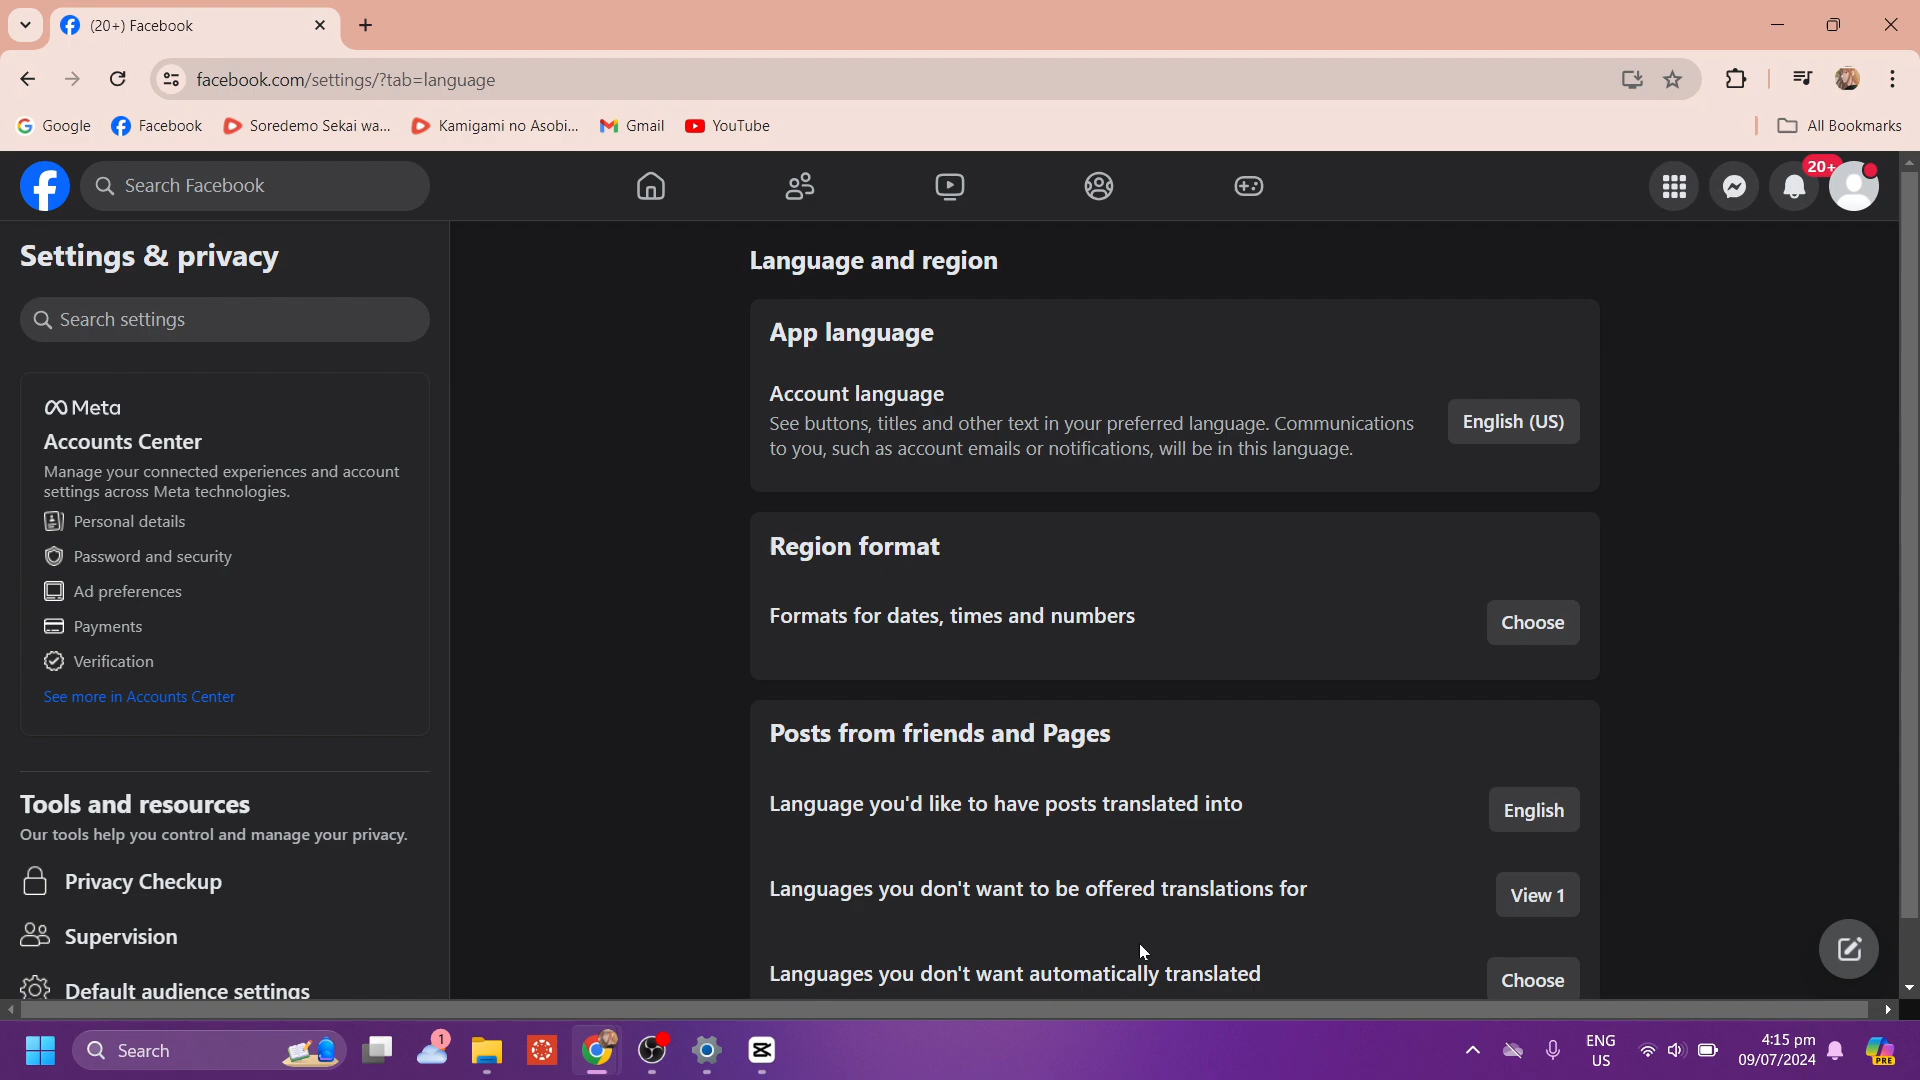 (20+) Facebook
facebook.com/settings/?tab=language
Google
Facebook
Soredemo Sekai wa...
Kamigami no Asobi...
Gmail
YouTube
All Bookmarks
Search Facebook
20+
Settings & privacy
Search settings
Meta
Accounts Center
Manage your connected experiences and account
settings across Meta technologies.
Personal details
Password and security
Ad preferences
Payments
Verification
See more in Accounts Center
Tools and resources
Our tools help you control and manage your privacy.
Privacy Checkup
Supervision
Default audience settings
Language and region
App language
Account language
See buttons, titles and other text in your preferred language. Communications
to you, such as account emails or notifications, will be in this language.
English (US)
Region format
Formats for dates, times and numbers
Choose
Posts from friends and Pages
Language you'd like to have posts translated into
English
Languages you don't want to be offered translations for
View 1
Languages you don't want automatically translated
Choose
Search
1
ENG
US
4:15 pm
09/07/2024
PRE